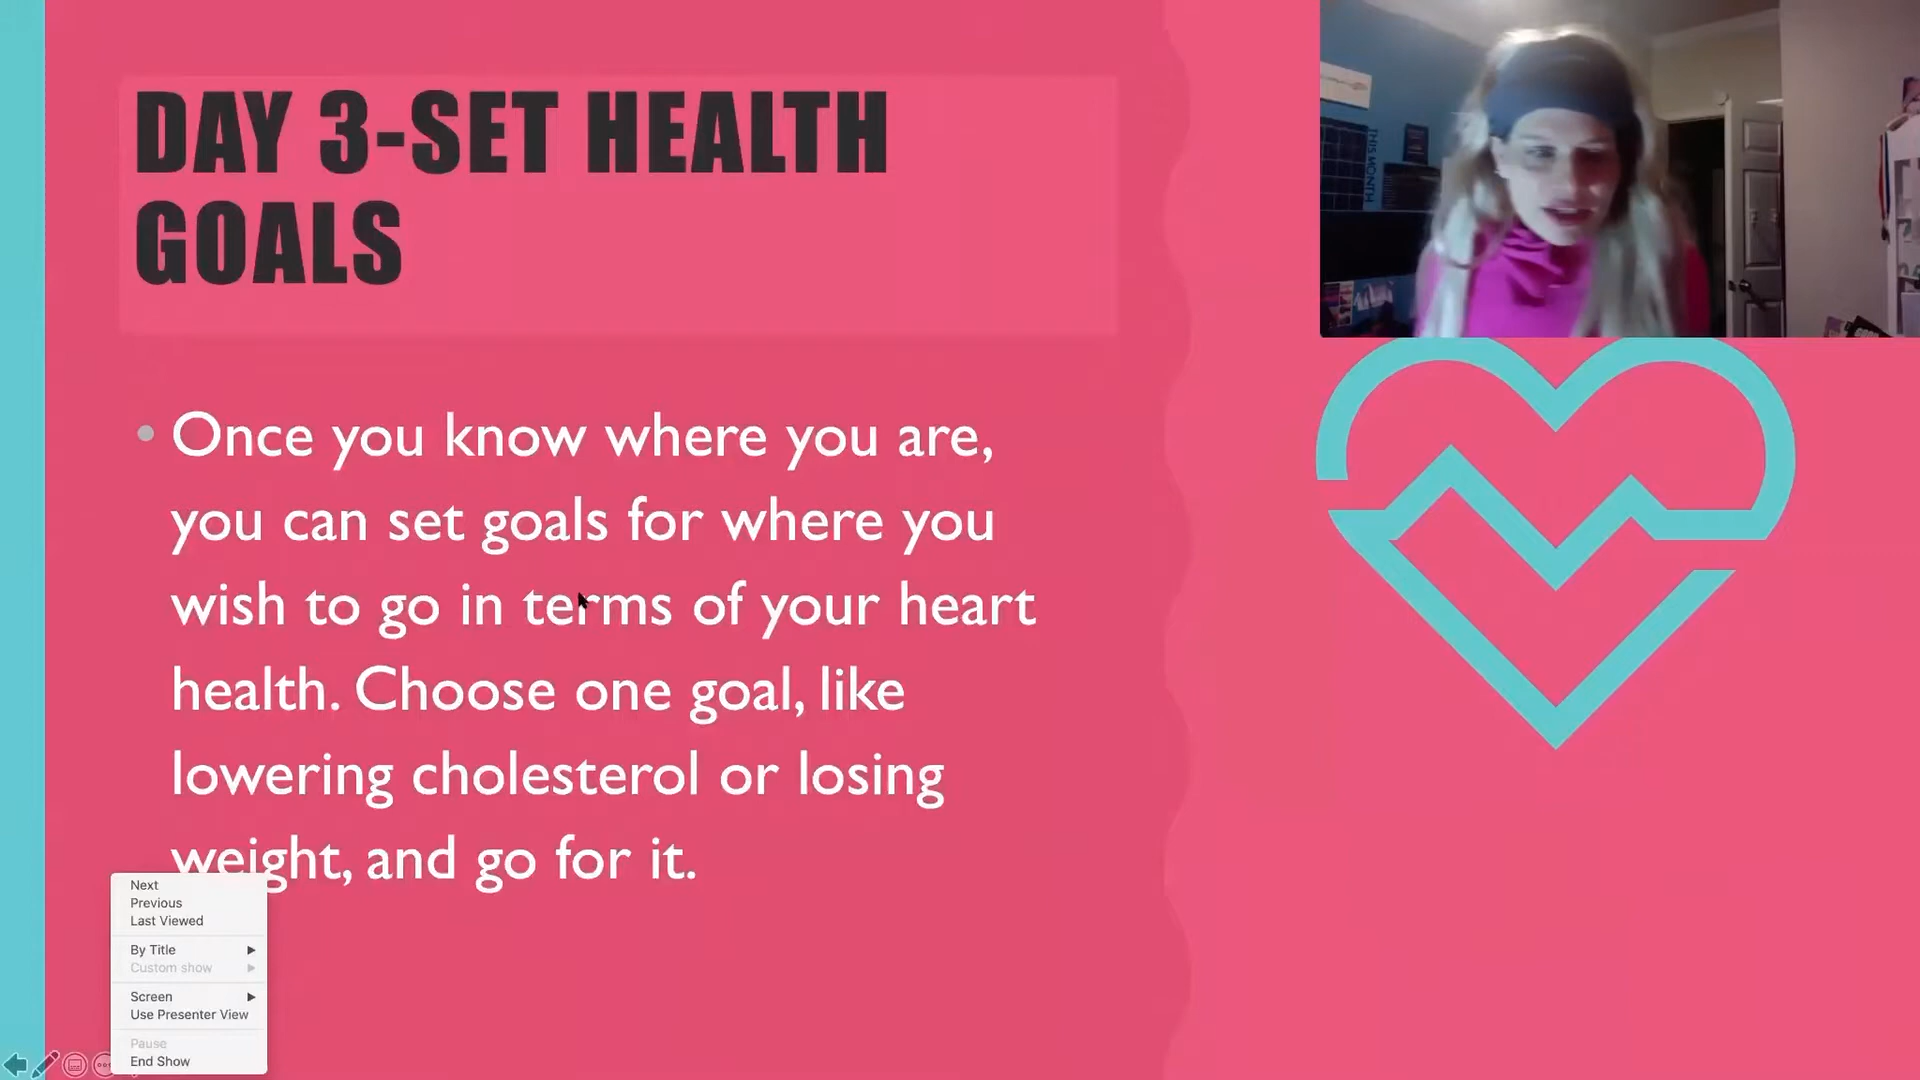 DAY 3-SET HEALTH
GOALS
Once you know where you are,
you can set goals for where you
wish to go in terms of your heart
health. Choose one goal, like
lowering cholesterol or losing
weight, and go for it.
THIS MONTH
Next
Previous
Last Viewed
By Title
Custom show
Screen
Use Presenter View
Pause
End Show